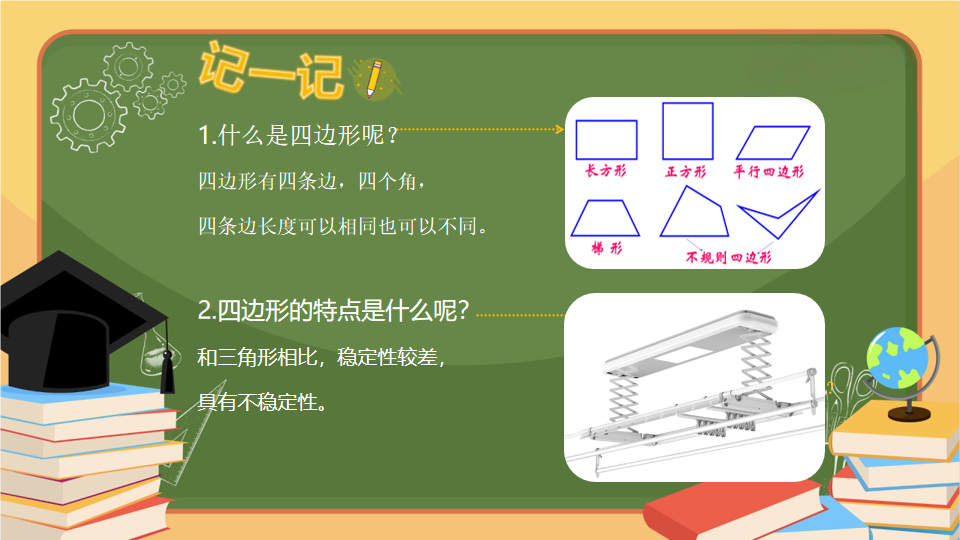 记一记
1.什么是四边形呢?
四边形有四条边，四个角，
四条边长度可以相同也可以不同。
长方形
正方形
平行四边形
梯 形
不规则四边形
2.四边形的特点是什么呢?
和三角形相比，稳定性较差，
具有不稳定性。